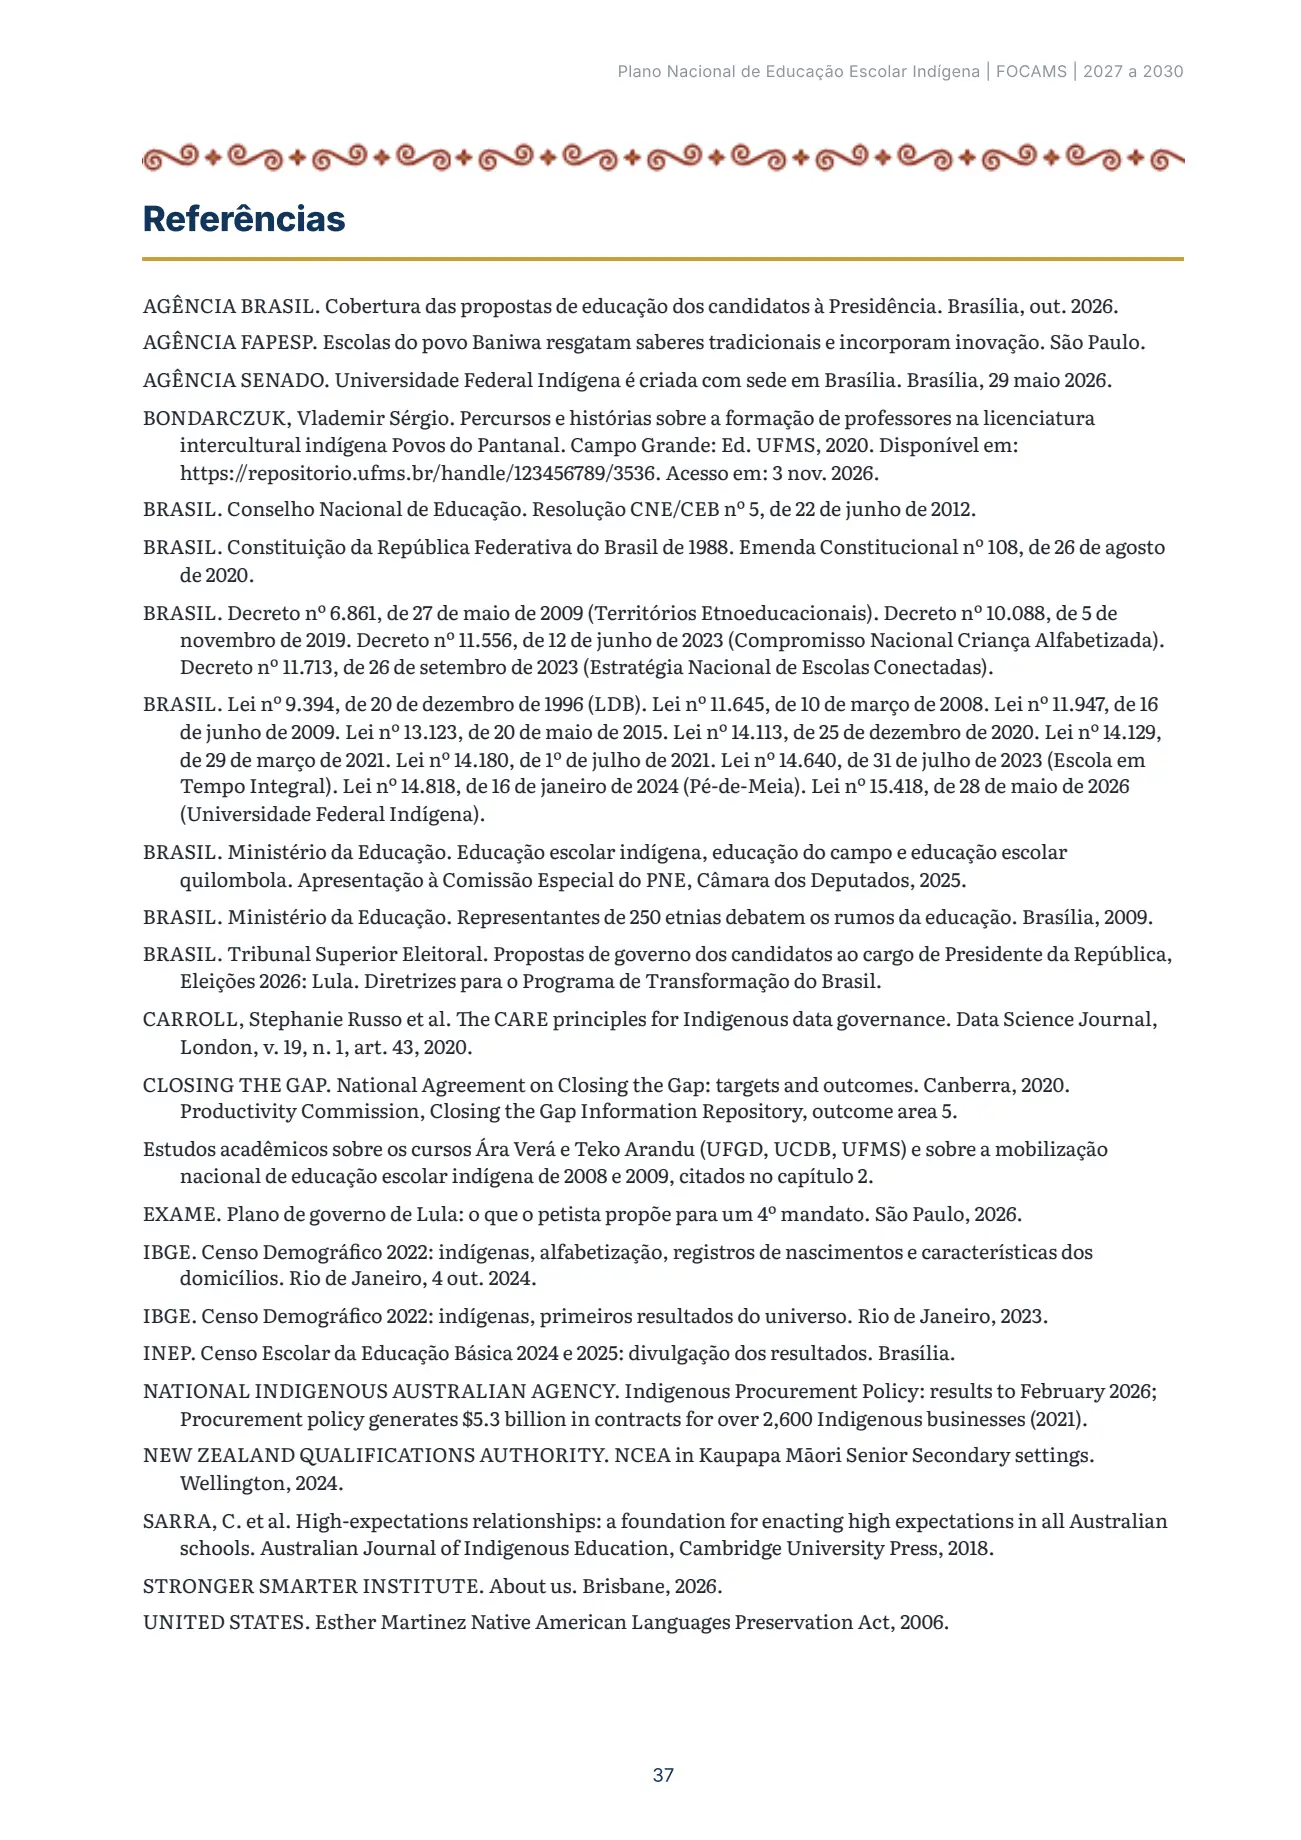 Plano Nacional de Educação Escolar Indígena | FOCAMS | 2027 a 2030
Referências
AGÊNCIA BRASIL. Cobertura das propostas de educação dos candidatos à Presidência. Brasília, out. 2026.
AGÊNCIA FAPESP. Escolas do povo Baniwa resgatam saberes tradicionais e incorporam inovação. São Paulo.
AGÊNCIA SENADO. Universidade Federal Indígena é criada com sede em Brasília. Brasília, 29 maio 2026.
BONDARCZUK, Vlademir Sérgio. Percursos e histórias sobre a formação de professores na licenciatura
intercultural indígena Povos do Pantanal. Campo Grande: Ed. UFMS, 2020. Disponível em:
https://repositorio.ufms.br/handle/123456789/3536. Acesso em: 3 nov. 2026.
BRASIL. Conselho Nacional de Educação. Resolução CNE/CEB nº 5, de 22 de junho de 2012.
BRASIL. Constituição da República Federativa do Brasil de 1988. Emenda Constitucional nº 108, de 26 de agosto
de 2020.
BRASIL. Decreto nº 6.861, de 27 de maio de 2009 (Territórios Etnoeducacionais). Decreto nº 10.088, de 5 de
novembro de 2019. Decreto nº 11.556, de 12 de junho de 2023 (Compromisso Nacional Criança Alfabetizada).
Decreto nº 11.713, de 26 de setembro de 2023 (Estratégia Nacional de Escolas Conectadas).
BRASIL. Lei nº 9.394, de 20 de dezembro de 1996 (LDB). Lei nº 11.645, de 10 de março de 2008. Lei nº 11.947, de 16
de junho de 2009. Lei nº 13.123, de 20 de maio de 2015. Lei nº 14.113, de 25 de dezembro de 2020. Lei nº 14.129,
de 29 de março de 2021. Lei nº 14.180, de 1º de julho de 2021. Lei nº 14.640, de 31 de julho de 2023 (Escola em
Tempo Integral). Lei nº 14.818, de 16 de janeiro de 2024 (Pé-de-Meia). Lei nº 15.418, de 28 de maio de 2026
(Universidade Federal Indígena).
BRASIL. Ministério da Educação. Educação escolar indígena, educação do campo e educação escolar
quilombola. Apresentação à Comissão Especial do PNE, Câmara dos Deputados, 2025.
BRASIL. Ministério da Educação. Representantes de 250 etnias debatem os rumos da educação. Brasília, 2009.
BRASIL. Tribunal Superior Eleitoral. Propostas de governo dos candidatos ao cargo de Presidente da República,
Eleições 2026: Lula. Diretrizes para o Programa de Transformação do Brasil.
CARROLL, Stephanie Russo et al. The CARE principles for Indigenous data governance. Data Science Journal,
London, v. 19, n. 1, art. 43, 2020.
CLOSING THE GAP. National Agreement on Closing the Gap: targets and outcomes. Canberra, 2020.
Productivity Commission, Closing the Gap Information Repository, outcome area 5.
Estudos acadêmicos sobre os cursos Ára Verá e Teko Arandu (UFGD, UCDB, UFMS) e sobre a mobilização
nacional de educação escolar indígena de 2008 e 2009, citados no capítulo 2.
EXAME. Plano de governo de Lula: o que o petista propõe para um 4º mandato. São Paulo, 2026.
IBGE. Censo Demográfico 2022: indígenas, alfabetização, registros de nascimentos e características dos
domicílios. Rio de Janeiro, 4 out. 2024.
IBGE. Censo Demográfico 2022: indígenas, primeiros resultados do universo. Rio de Janeiro, 2023.
INEP. Censo Escolar da Educação Básica 2024 e 2025: divulgação dos resultados. Brasília.
NATIONAL INDIGENOUS AUSTRALIAN AGENCY. Indigenous Procurement Policy: results to February 2026;
Procurement policy generates $5.3 billion in contracts for over 2,600 Indigenous businesses (2021).
NEW ZEALAND QUALIFICATIONS AUTHORITY. NCEA in Kaupapa Māori Senior Secondary settings.
Wellington, 2024.
SARRA, C. et al. High-expectations relationships: a foundation for enacting high expectations in all Australian
schools. Australian Journal of Indigenous Education, Cambridge University Press, 2018.
STRONGER SMARTER INSTITUTE. About us. Brisbane, 2026.
UNITED STATES. Esther Martinez Native American Languages Preservation Act, 2006.
37